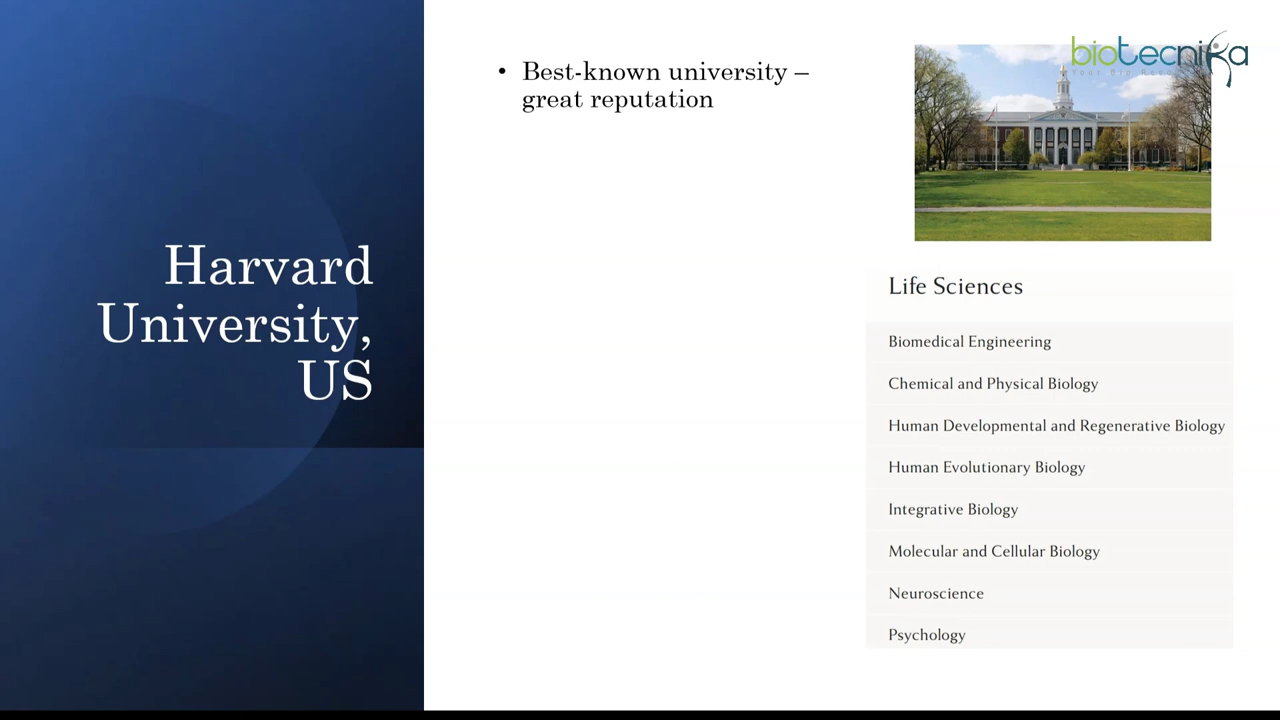 Harvard
University,
US
• Best-known university –
great reputation
biotecnika
Life Sciences
Biomedical Engineering
Chemical and Physical Biology
Human Developmental and Regenerative Biology
Human Evolutionary Biology
Integrative Biology
Molecular and Cellular Biology
Neuroscience
Psychology